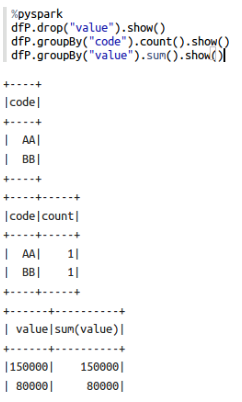 %pyspark
dfP.drop("value").show()
dfP.groupBy("code").count().show()
dfP.groupBy("value").sum().show()
+----+
|code|
+----+
|  AA|
|  BB|
+----+
+----+-----+
|code|count|
+----+-----+
|  AA|    1|
|  BB|    1|
+----+-----+
+------+----------+
| value|sum(value)|
+------+----------+
|150000|    150000|
| 80000|     80000|